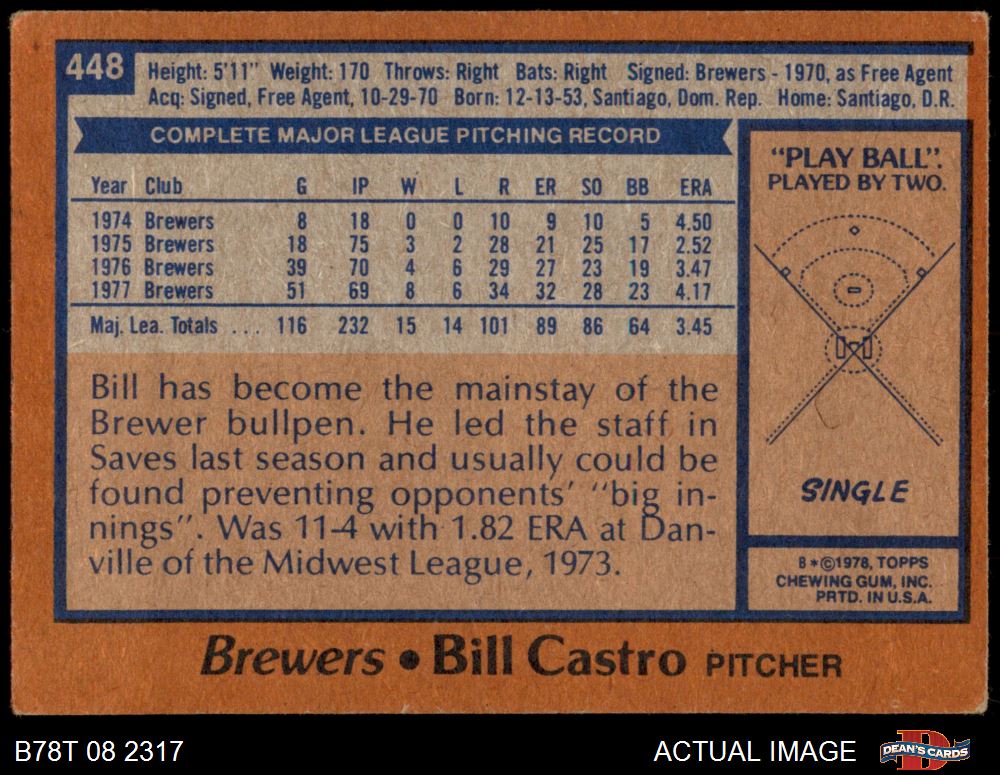 448
Height: 5'11" Weight: 170 Throws: Right Bats: Right Signed: Brewers - 1970, as Free Agent
Acq: Signed, Free Agent, 10-29-70 Born: 12-13-53, Santiago, Dom. Rep. Home: Santiago, D.R.
COMPLETE MAJOR LEAGUE PITCHING RECORD
Year Club G IP W L R ER SO BB ERA
1974 Brewers 8 18 0 0 10 9 10 5 4.50
1975 Brewers 18 75 3 2 28 21 25 17 2.52
1976 Brewers 39 70 4 6 29 27 23 19 3.47
1977 Brewers 51 69 8 6 34 32 28 23 4.17
Maj. Lea. Totals ... 116 232 15 14 101 89 86 64 3.45
Bill has become the mainstay of the
Brewer bullpen. He led the staff in
Saves last season and usually could be
found preventing opponents' "big in-
nings". Was 11-4 with 1.82 ERA at Dan-
ville of the Midwest League, 1973.
"PLAY BALL".
PLAYED BY TWO.
SINGLE
B*©1978, TOPPS
CHEWING GUM, INC.
PRTD. IN U.S.A.
Brewers • Bill Castro PITCHER
B78T 08 2317
ACTUAL IMAGE
D
DEAN'S CARDS